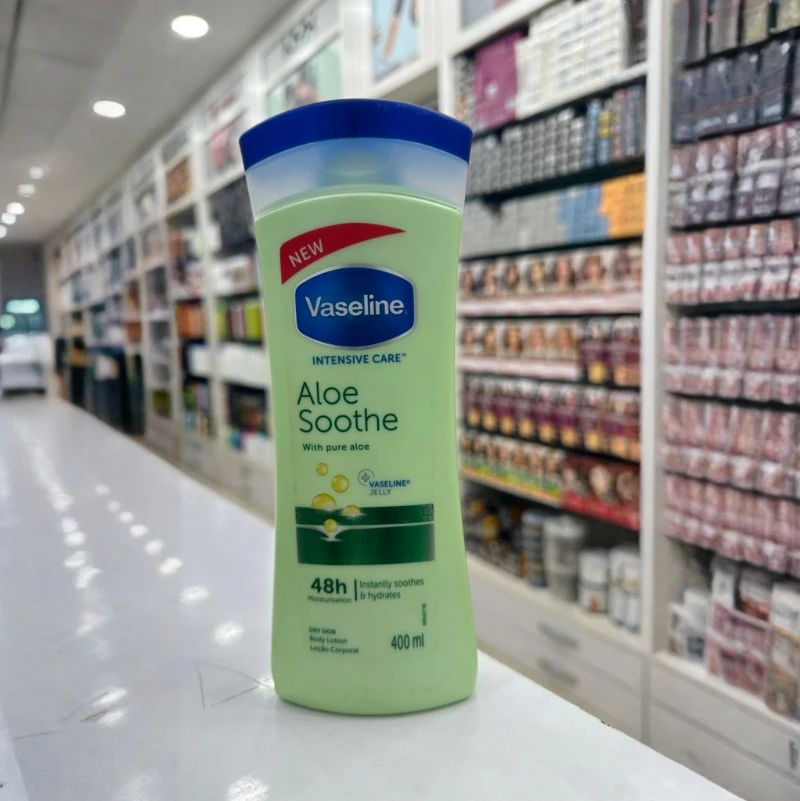 NEW
Vaseline
INTENSIVE CARE™
Aloe
Soothe
With pure aloe
VASELINE®
JELLY
48h
Moisturisation
Instantly soothes
& hydrates
DRY SKIN
Body Lotion
Loção Corporal
400 ml